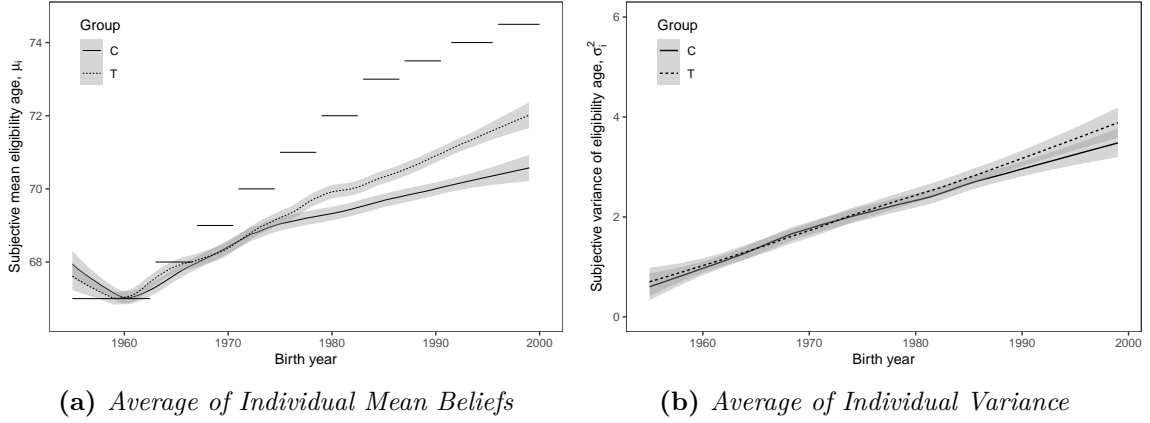 Group
C
T
74
72
70
68
Subjective mean eligibility age, μi
1960
1970
1980
1990
2000
Birth year
(a) Average of Individual Mean Beliefs
Group
C
T
6
4
2
0
Subjective variance of eligibility age, σi²
1960
1970
1980
1990
2000
Birth year
(b) Average of Individual Variance